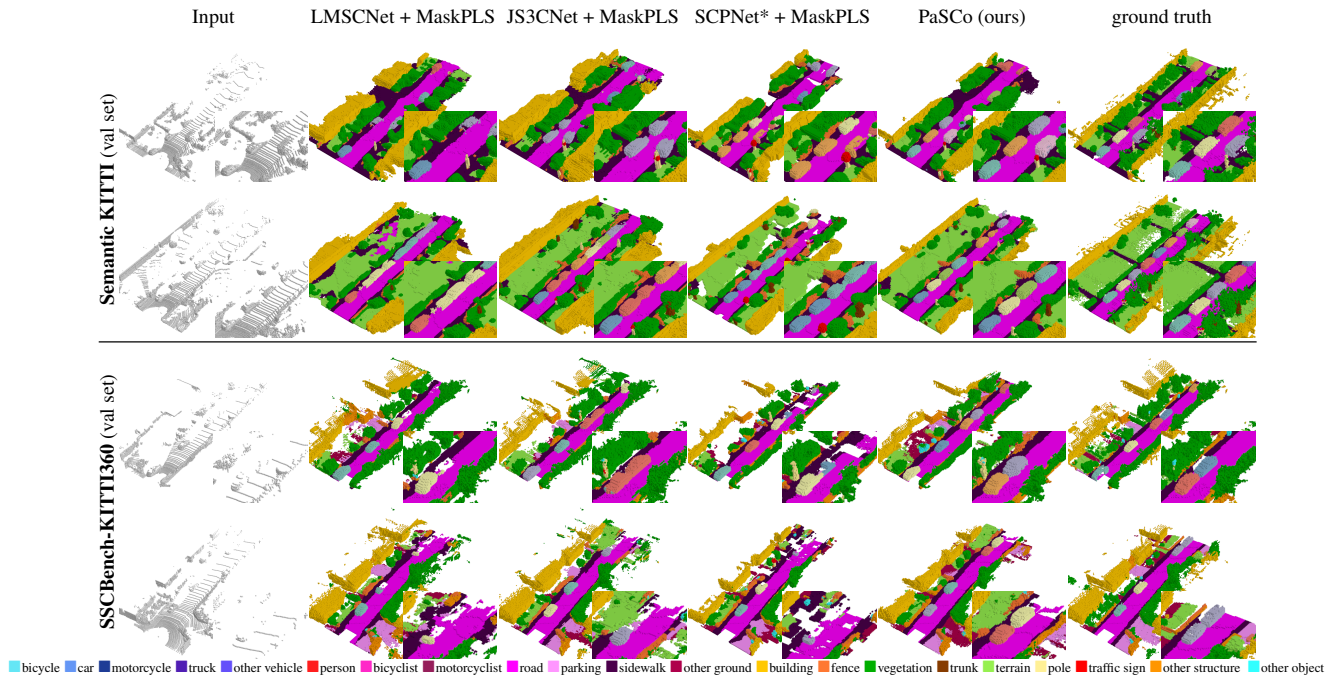 Input LMSCNet + MaskPLS JS3CNet + MaskPLS SCPNet* + MaskPLS PaSCo (ours) ground truth
Semantic KITTI (val set)
SSCBench-KITTI360 (val set)
bicycle car motorcycle truck other vehicle person bicyclist motorcyclist road parking sidewalk other ground building fence vegetation trunk terrain pole traffic sign other structure other object